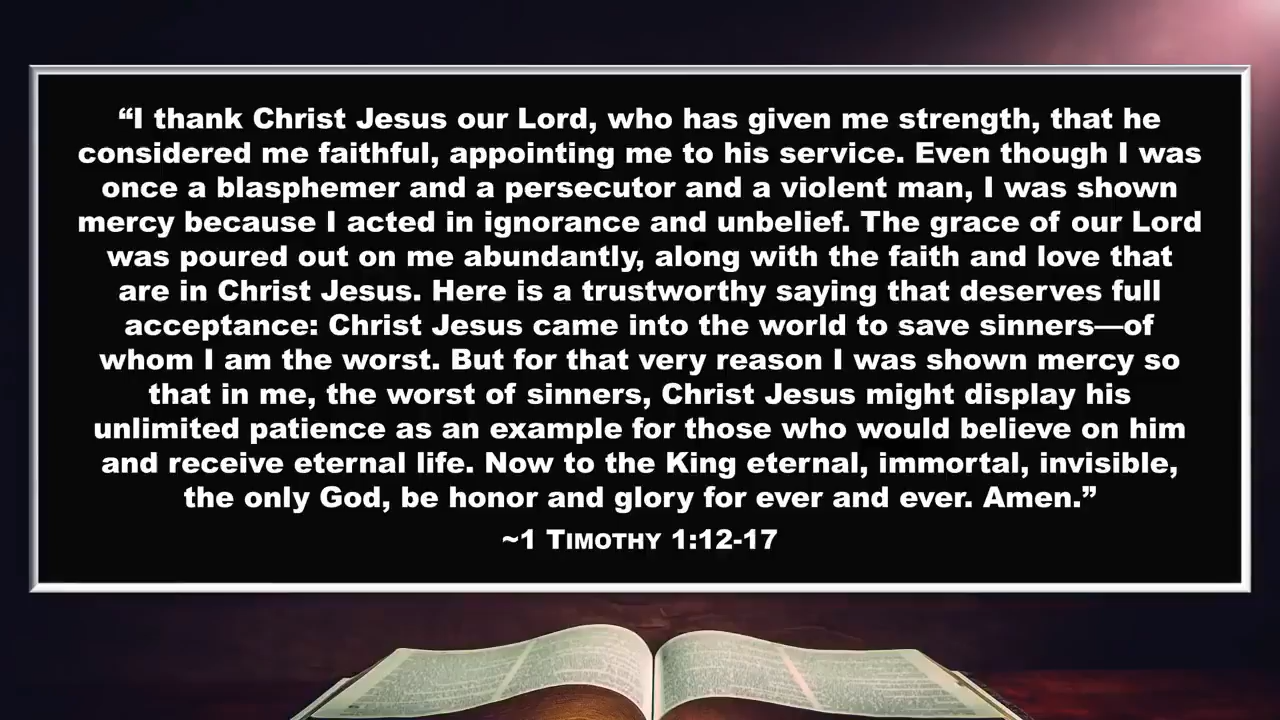 “I thank Christ Jesus our Lord, who has given me strength, that he
considered me faithful, appointing me to his service. Even though I was
once a blasphemer and a persecutor and a violent man, I was shown
mercy because I acted in ignorance and unbelief. The grace of our Lord
was poured out on me abundantly, along with the faith and love that
are in Christ Jesus. Here is a trustworthy saying that deserves full
acceptance: Christ Jesus came into the world to save sinners—of
whom I am the worst. But for that very reason I was shown mercy so
that in me, the worst of sinners, Christ Jesus might display his
unlimited patience as an example for those who would believe on him
and receive eternal life. Now to the King eternal, immortal, invisible,
the only God, be honor and glory for ever and ever. Amen.”
~1 Timothy 1:12-17